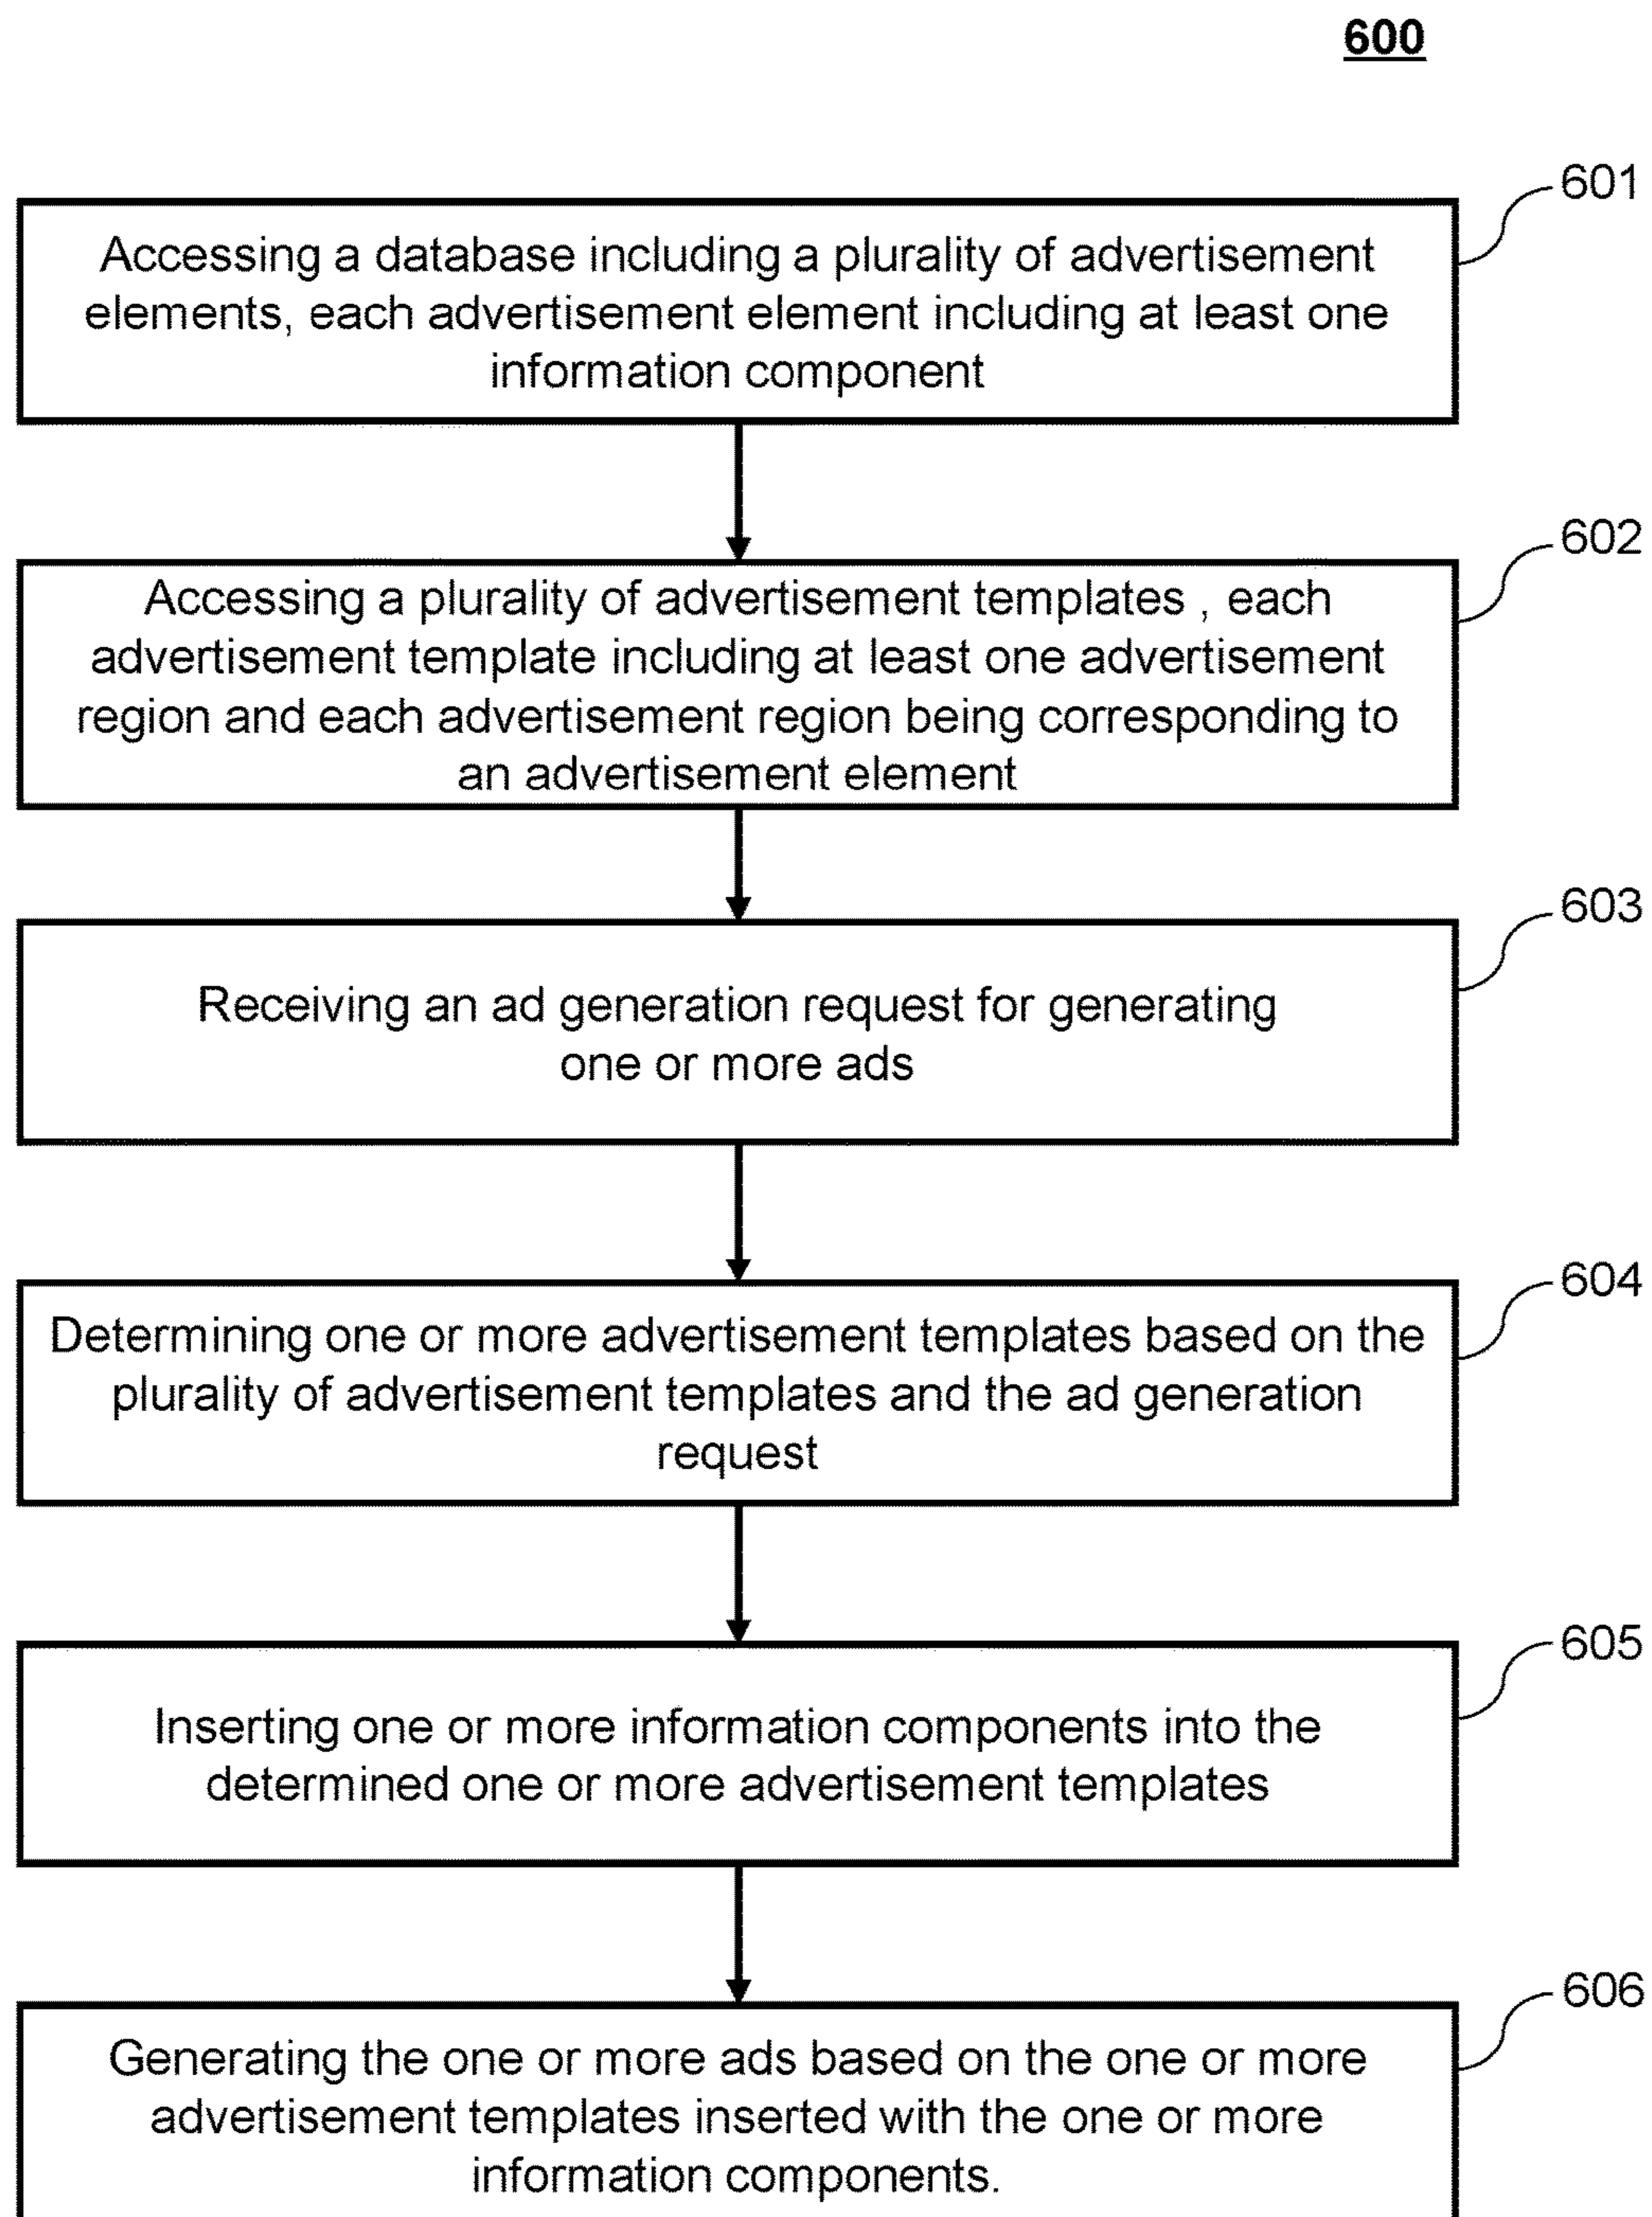 600
601
Accessing a database including a plurality of advertisement
elements, each advertisement element including at least one
information component
602
Accessing a plurality of advertisement templates , each
advertisement template including at least one advertisement
region and each advertisement region being corresponding to
an advertisement element
603
Receiving an ad generation request for generating
one or more ads
604
Determining one or more advertisement templates based on the
plurality of advertisement templates and the ad generation
request
605
Inserting one or more information components into the
determined one or more advertisement templates
606
Generating the one or more ads based on the one or more
advertisement templates inserted with the one or more
information components.